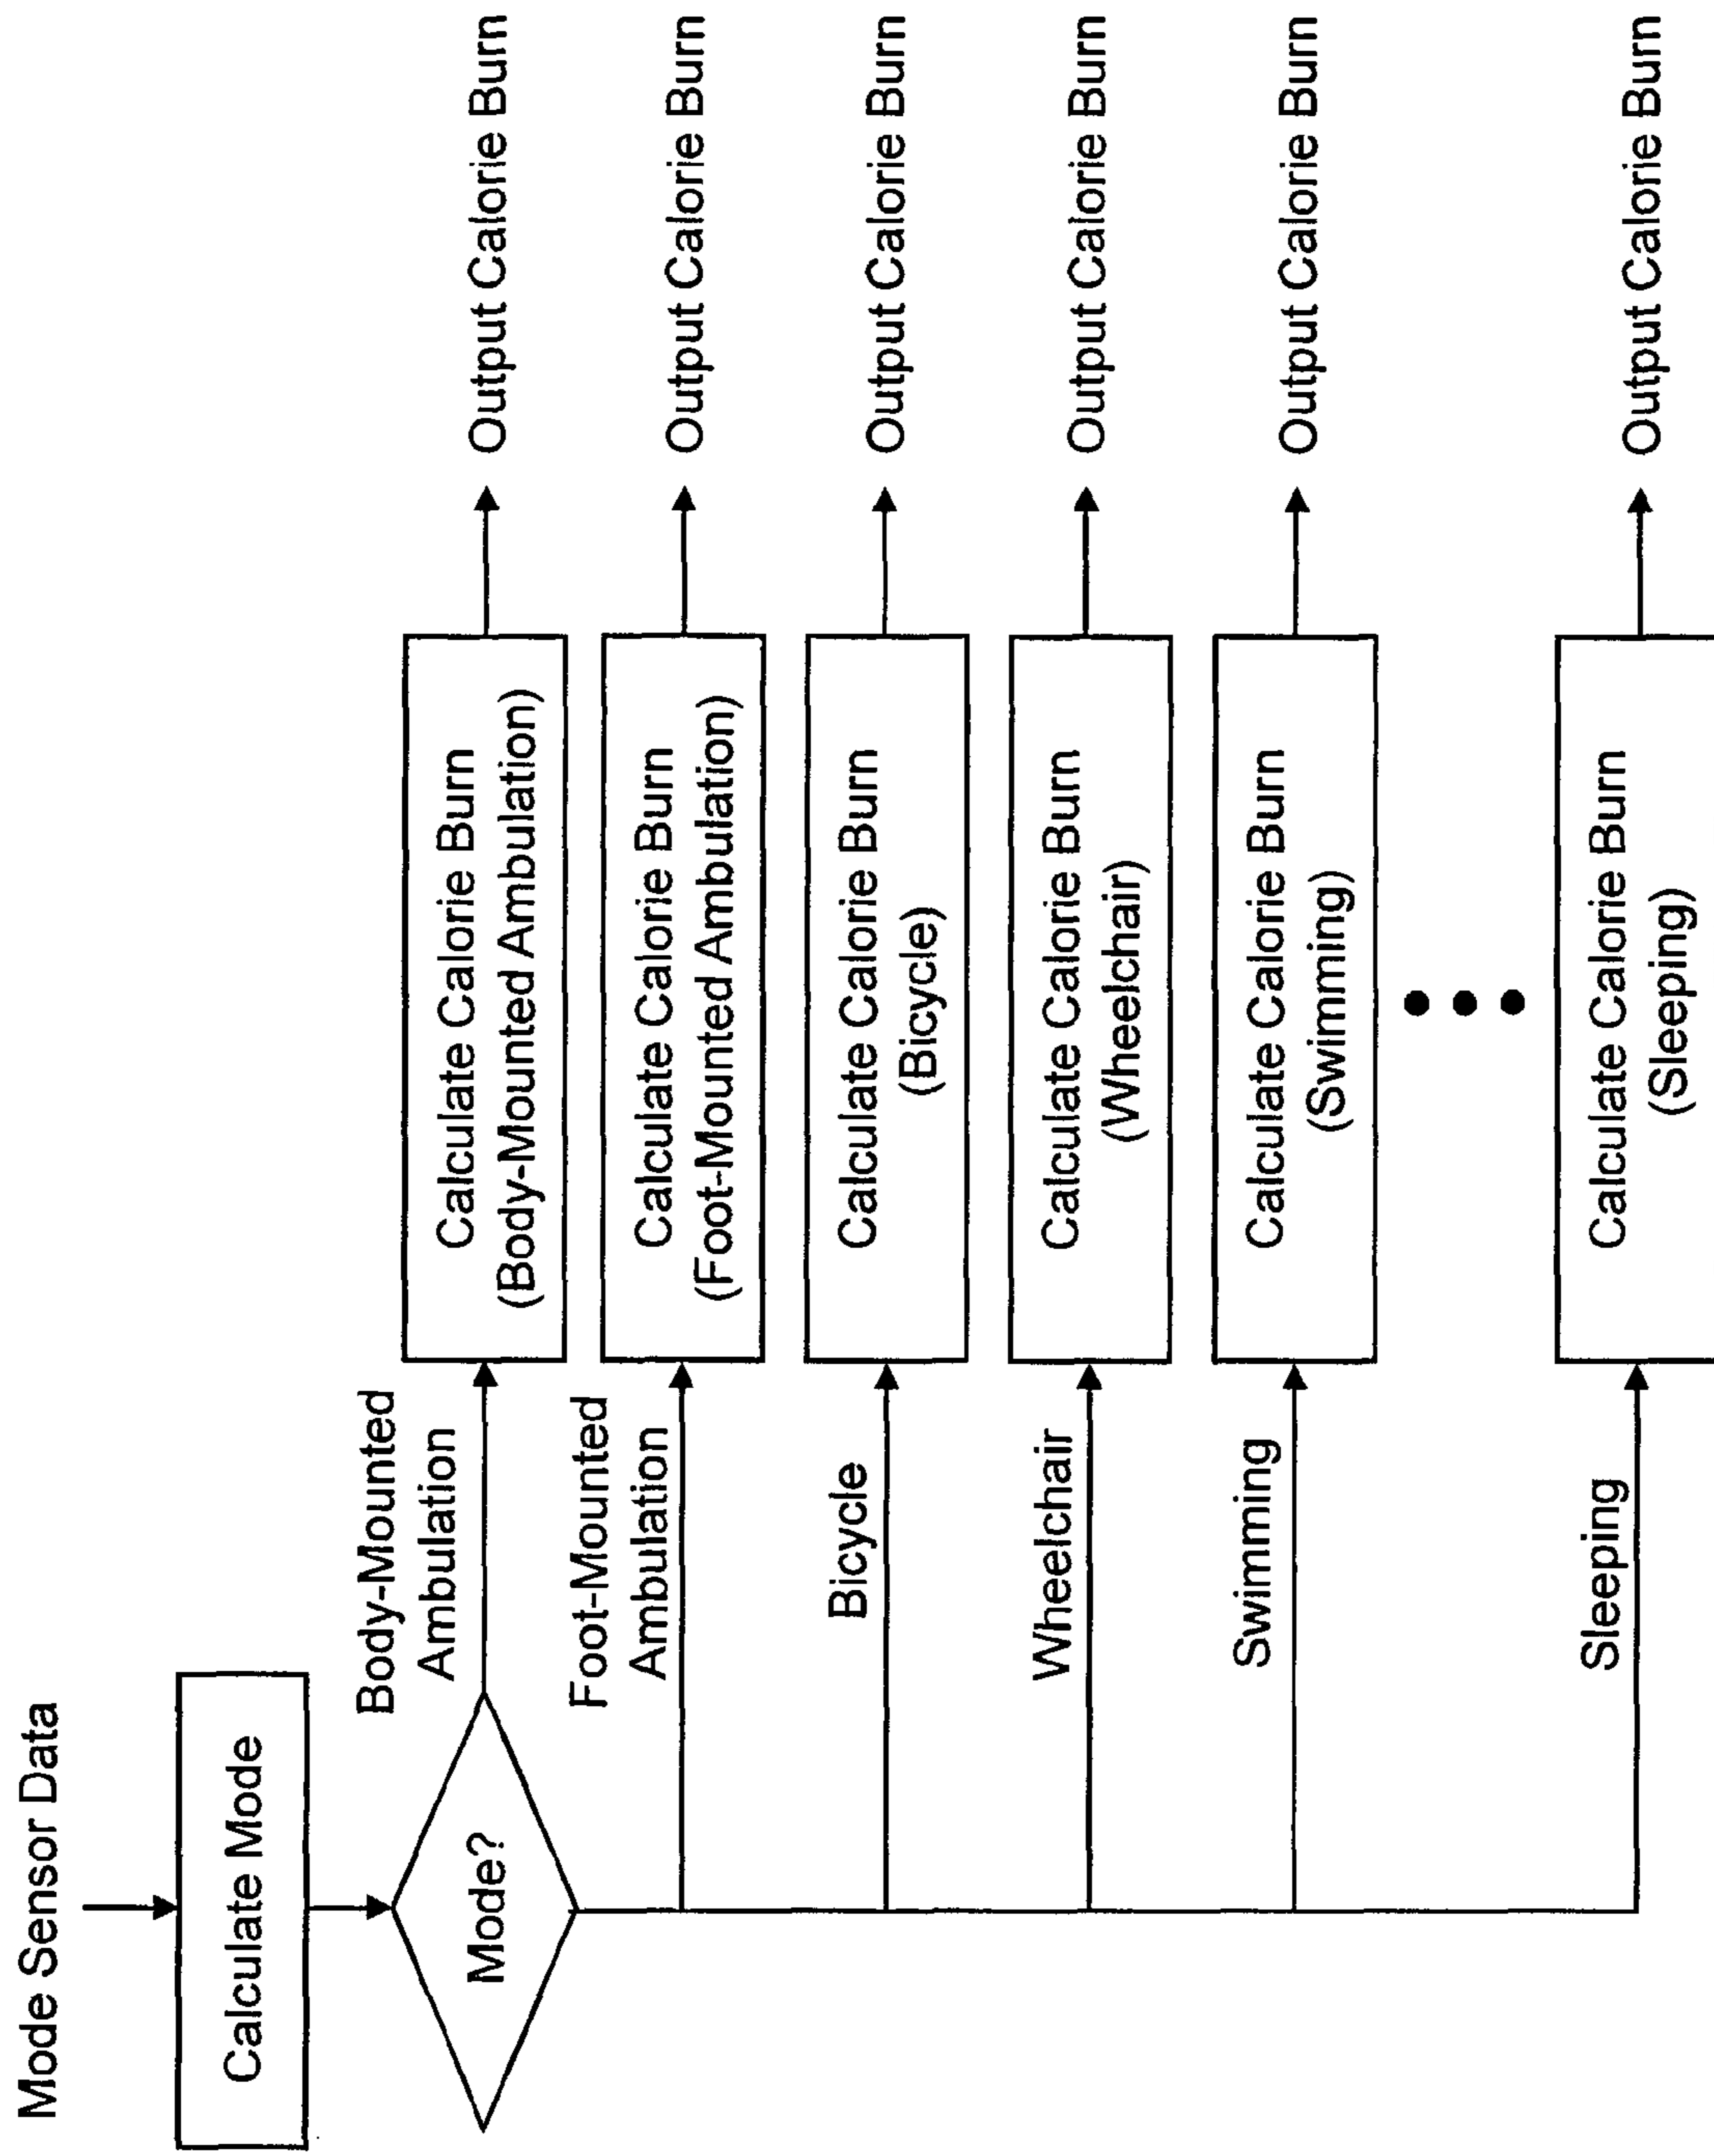 Mode Sensor Data
Calculate Mode
Mode?
Body-Mounted
Ambulation
Calculate Calorie Burn
(Body-Mounted Ambulation)
Output Calorie Burn
Foot-Mounted
Ambulation
Calculate Calorie Burn
(Foot-Mounted Ambulation)
Output Calorie Burn
Bicycle
Calculate Calorie Burn
(Bicycle)
Output Calorie Burn
Wheelchair
Calculate Calorie Burn
(Wheelchair)
Output Calorie Burn
Swimming
Calculate Calorie Burn
(Swimming)
Output Calorie Burn
Sleeping
Calculate Calorie Burn
(Sleeping)
Output Calorie Burn